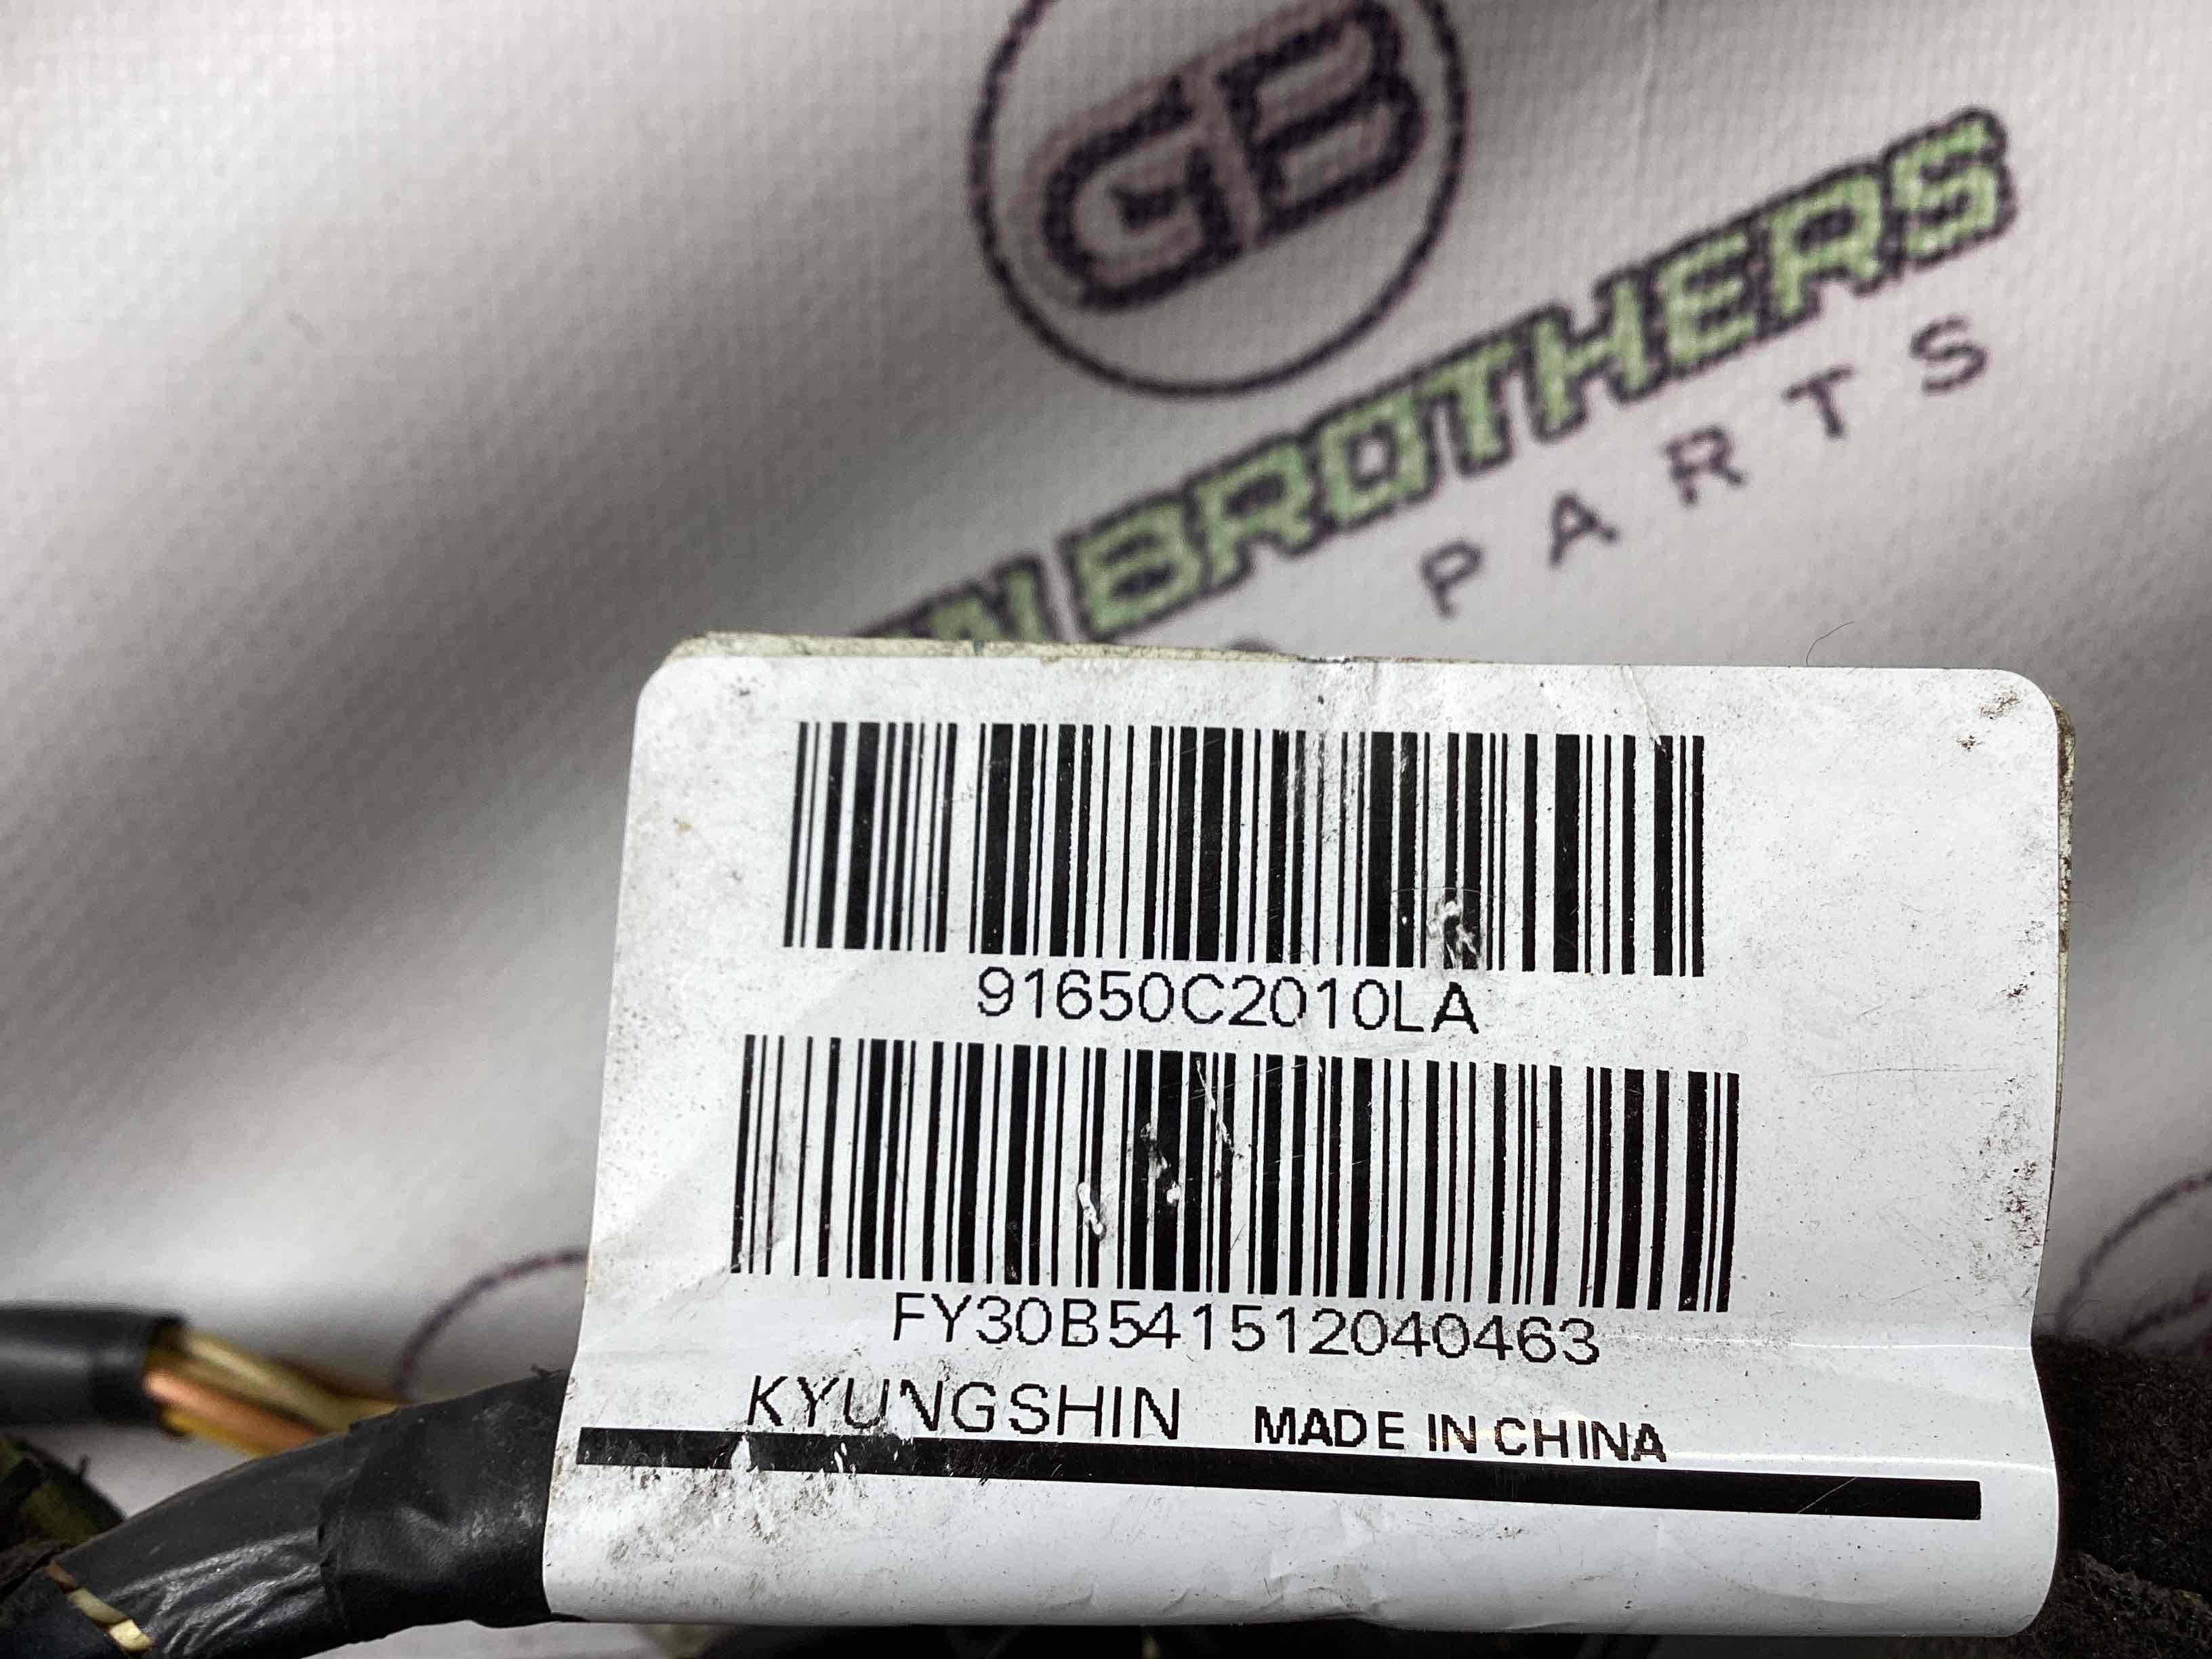 GB
BROTHERS
PARTS
91650C2010LA
FY30B541512040463
KYUNGSHIN MADE IN CHINA